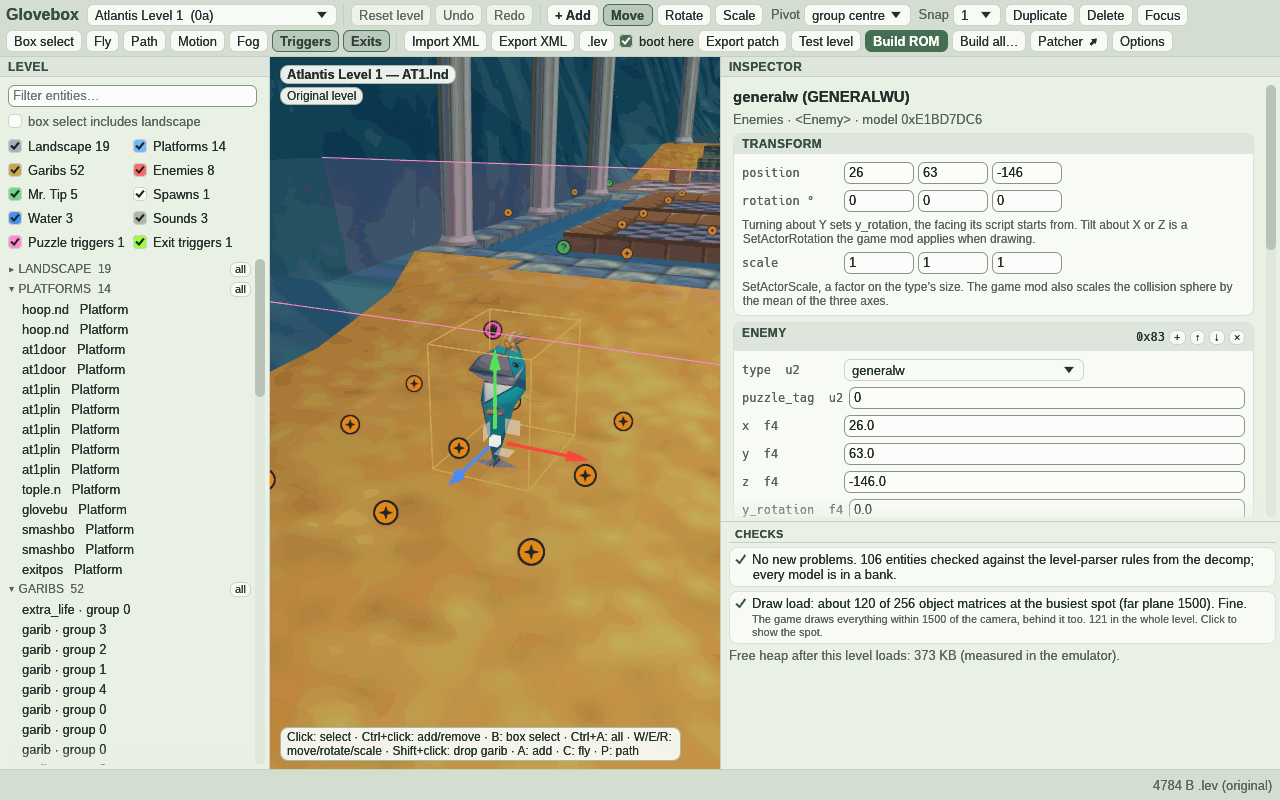 Glovebox Atlantis Level 1 (0a) Reset level Undo Redo + Add Move Rotate Scale Pivot group centre Snap 1 Duplicate Delete Focus
Box select Fly Path Motion Fog Triggers Exits Import XML Export XML .lev boot here Export patch Test level Build ROM Build all… Patcher ⬈ Options
LEVEL
Filter entities…
box select includes landscape
Landscape 19 Platforms 14
Garibs 52 Enemies 8
Mr. Tip 5 Spawns 1
Water 3 Sounds 3
Puzzle triggers 1 Exit triggers 1
LANDSCAPE 19 all
PLATFORMS 14 all
hoop.nd Platform
hoop.nd Platform
at1door Platform
at1door Platform
at1plin Platform
at1plin Platform
at1plin Platform
at1plin Platform
at1plin Platform
tople.n Platform
glovebu Platform
smashbo Platform
smashbo Platform
exitpos Platform
GARIBS 52 all
extra_life · group 0
garib · group 3
garib · group 2
garib · group 1
garib · group 4
garib · group 0
garib · group 0
garib · group 0
Atlantis Level 1 — AT1.lnd
Original level
?
Click: select · Ctrl+click: add/remove · B: box select · Ctrl+A: all · W/E/R:
move/rotate/scale · Shift+click: drop garib · A: add · C: fly · P: path
INSPECTOR
generalw (GENERALWU)
Enemies · <Enemy> · model 0xE1BD7DC6
TRANSFORM
position 26 63 -146
rotation ° 0 0 0
Turning about Y sets y_rotation, the facing its script starts from. Tilt about X or Z is a
SetActorRotation the game mod applies when drawing.
scale 1 1 1
SetActorScale, a factor on the type's size. The game mod also scales the collision sphere by
the mean of the three axes.
ENEMY 0x83 + ↑ ↓ ×
type u2 generalw
puzzle_tag u2 0
x f4 26.0
y f4 63.0
z f4 -146.0
y_rotation f4 0.0
CHECKS
No new problems. 106 entities checked against the level-parser rules from the decomp;
every model is in a bank.
Draw load: about 120 of 256 object matrices at the busiest spot (far plane 1500). Fine.
The game draws everything within 1500 of the camera, behind it too. 121 in the whole level. Click to
show the spot.
Free heap after this level loads: 373 KB (measured in the emulator).
4784 B .lev (original)